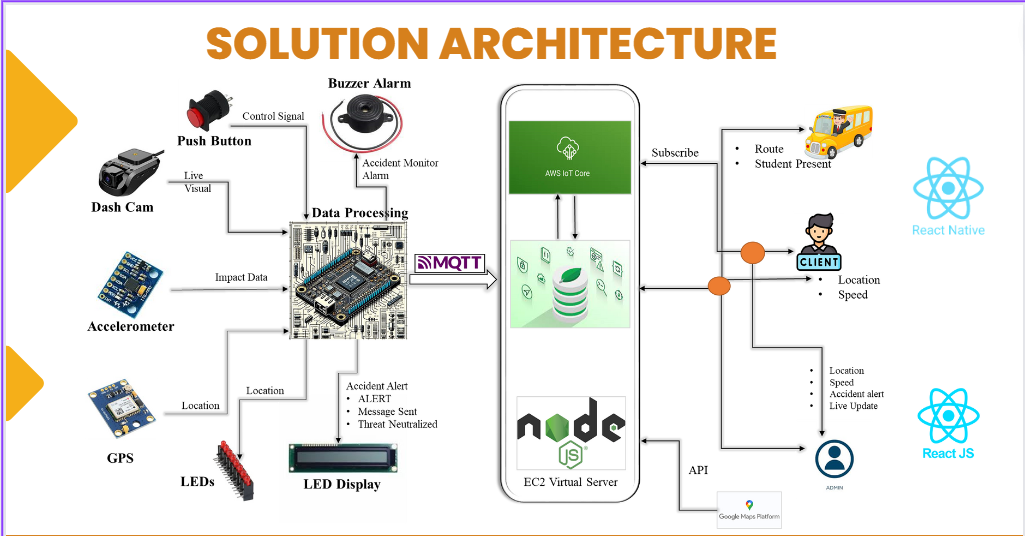 SOLUTION ARCHITECTURE
Buzzer Alarm
Push Button
Control Signal
Accident Monitor
Alarm
Live
Visual
Dash Cam
Data Processing
Impact Data
Accelerometer
Location
GPS
Location
LEDs
Accident Alert
• ALERT
• Message Sent
• Threat Neutralized
LED Display
MQTT
AWS IoT Core
node
JS
EC2 Virtual Server
Subscribe
• Route
• Student Present
CLIENT
• Location
• Speed
• Location
• Speed
• Accident alert
• Live Update
ADMIN
API
Google Maps Platform
React Native
React JS